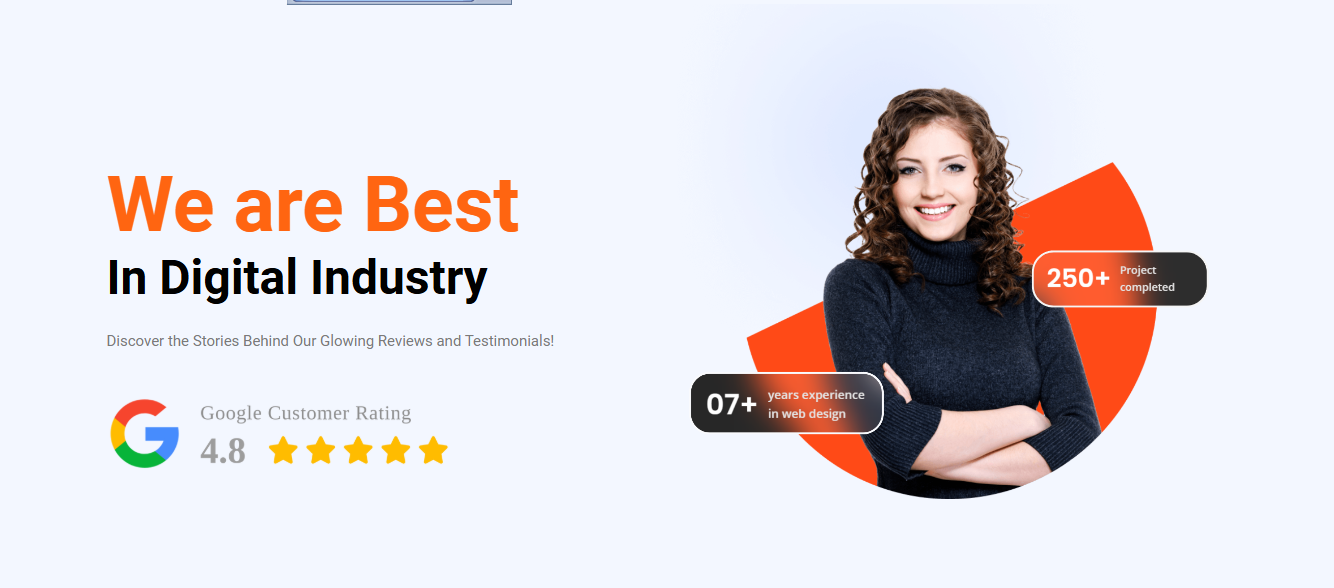 We are Best
In Digital Industry
Discover the Stories Behind Our Glowing Reviews and Testimonials!
Google Customer Rating
4.8
250+
Project
completed
07+
years experience
in web design